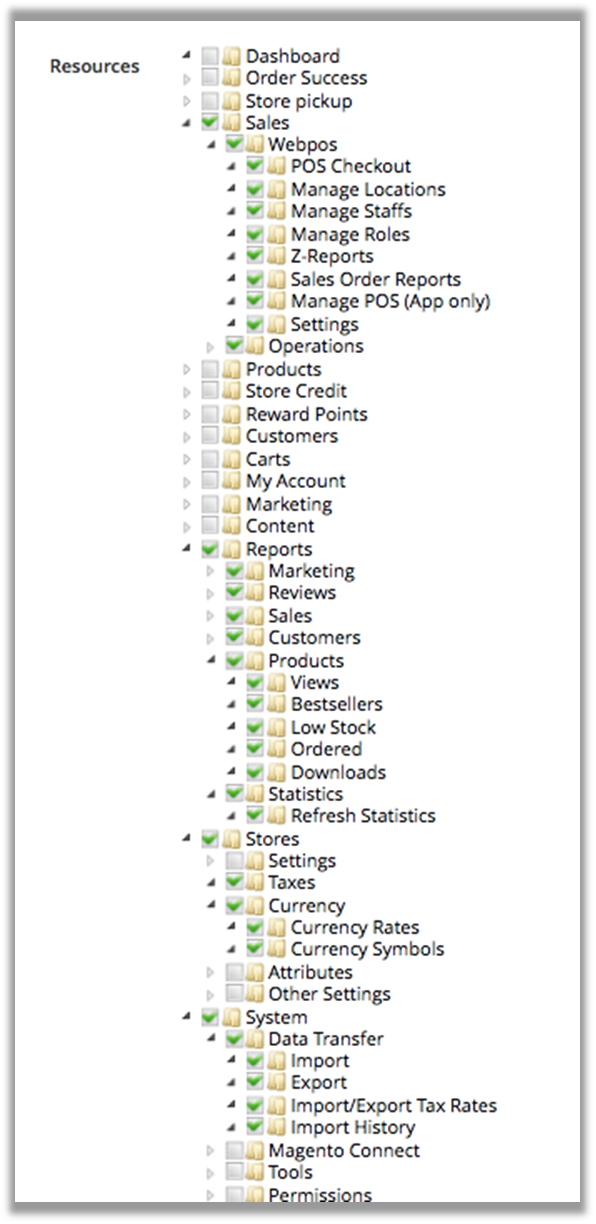 Resources
Dashboard
Order Success
Store pickup
Sales
Webpos
POS Checkout
Manage Locations
Manage Staffs
Manage Roles
Z-Reports
Sales Order Reports
Manage POS (App only)
Settings
Operations
Products
Store Credit
Reward Points
Customers
Carts
My Account
Marketing
Content
Reports
Marketing
Reviews
Sales
Customers
Products
Views
Bestsellers
Low Stock
Ordered
Downloads
Statistics
Refresh Statistics
Stores
Settings
Taxes
Currency
Currency Rates
Currency Symbols
Attributes
Other Settings
System
Data Transfer
Import
Export
Import/Export Tax Rates
Import History
Magento Connect
Tools
Permissions